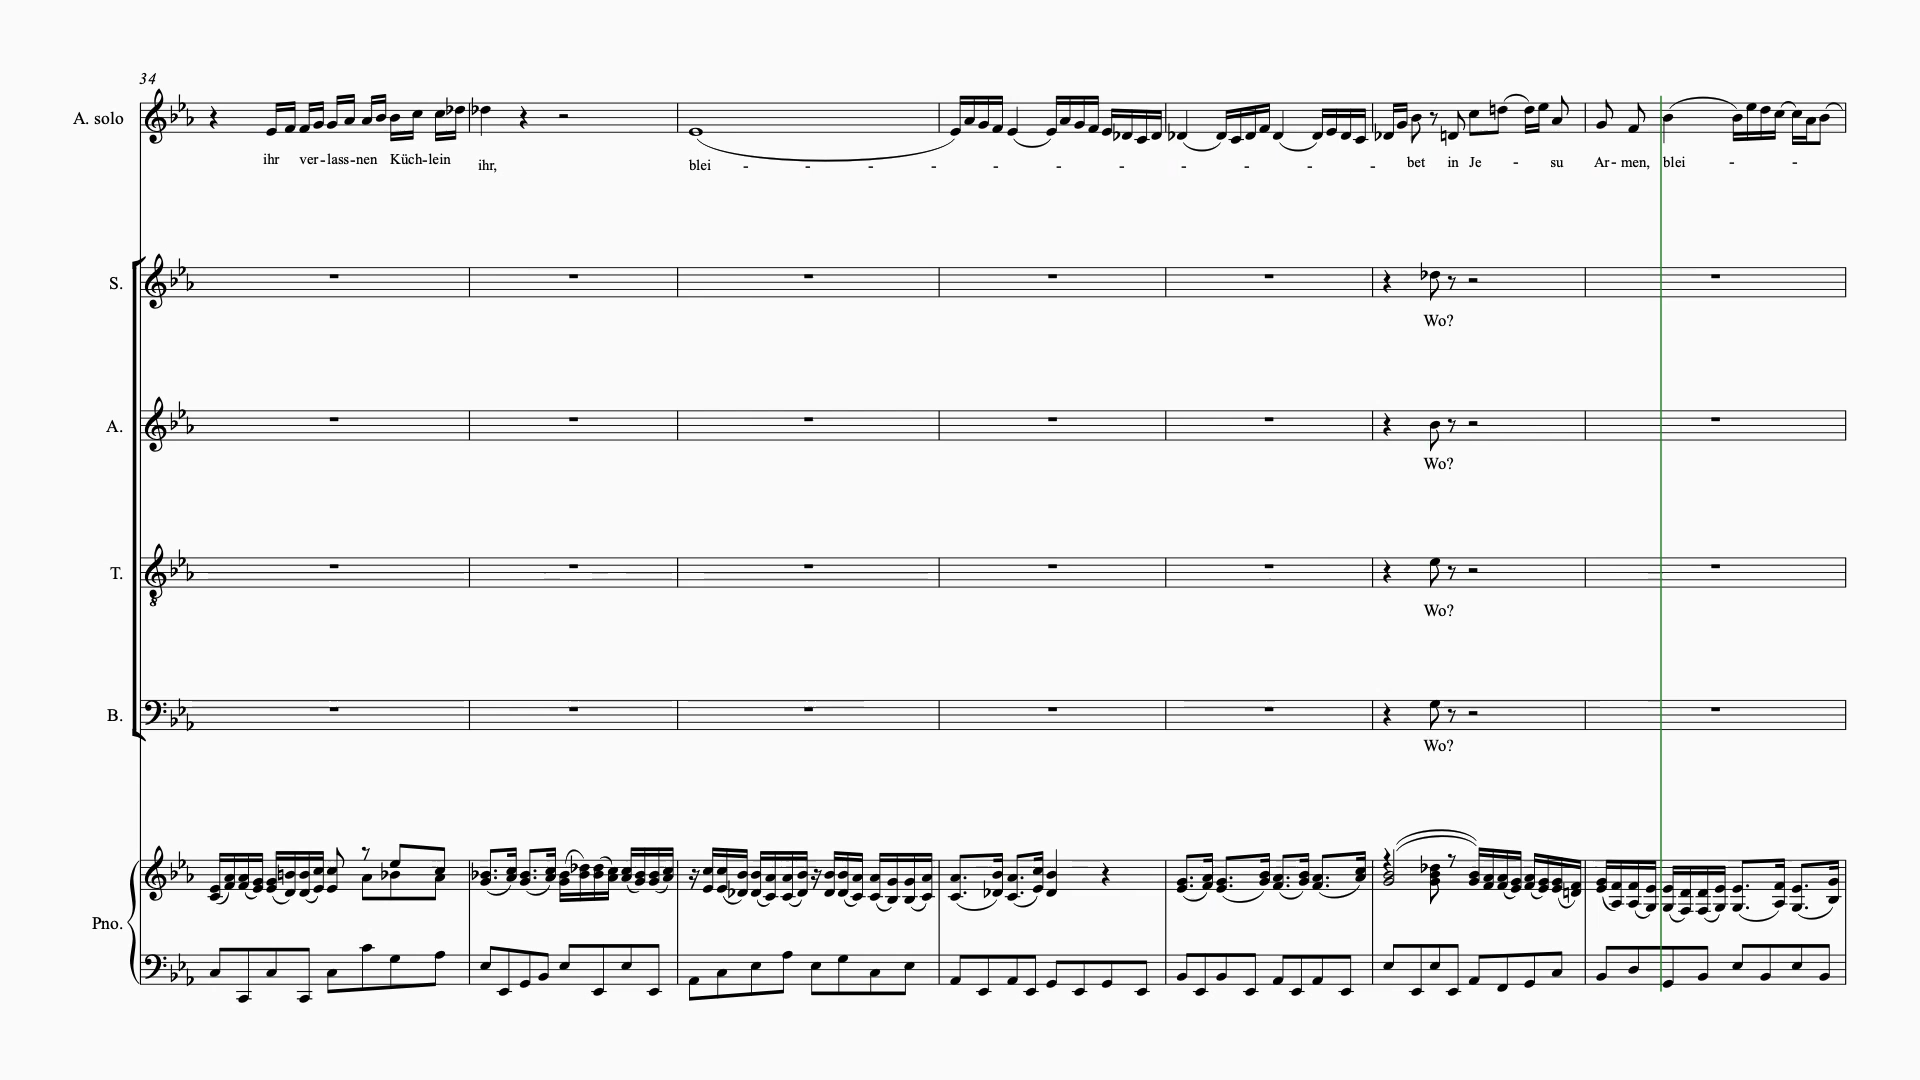 34
A. solo
ihr ver-lass-nen Küch-lein ihr, blei - - - - - - - - - - - bet in Je - su Ar-men, blei - -
S.
Wo?
A.
Wo?
T.
Wo?
B.
Wo?
Pno.